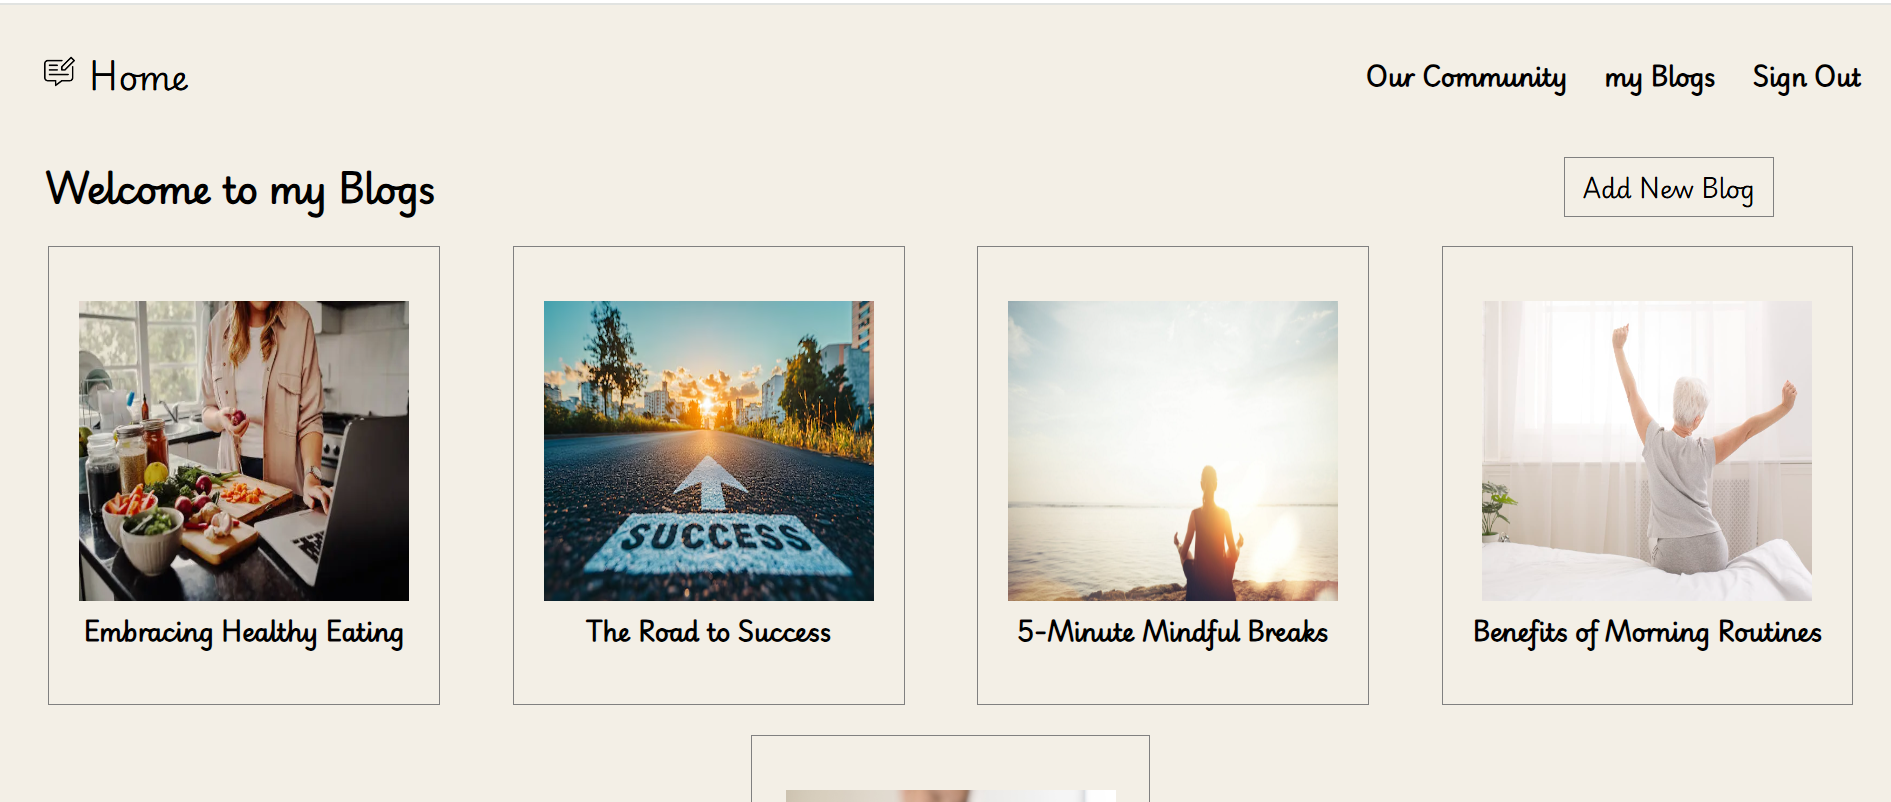 Home
Our Community my Blogs Sign Out
Welcome to my Blogs
Add New Blog
SUCCESS
Embracing Healthy Eating
The Road to Success
5-Minute Mindful Breaks
Benefits of Morning Routines